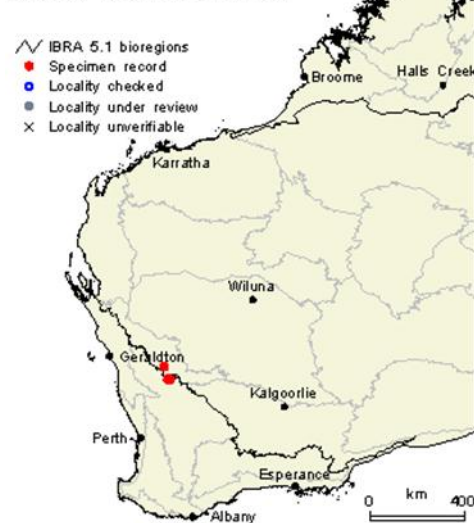 IBRA 5.1 bioregions
Specimen record
Locality checked
Locality under review
Locality unverifiable
Broome
Halls Creek
Karratha
Wiluna
Geraldton
Kalgoorlie
Perth
Esperance
Albany
0 km 400